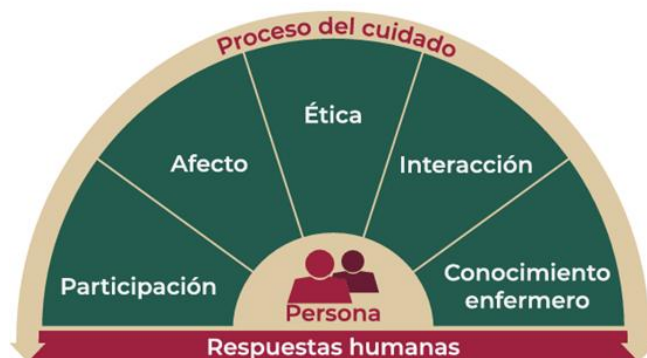 Proceso del cuidado
Participación
Afecto
Ética
Interacción
Conocimiento
enfermero
Persona
Respuestas humanas